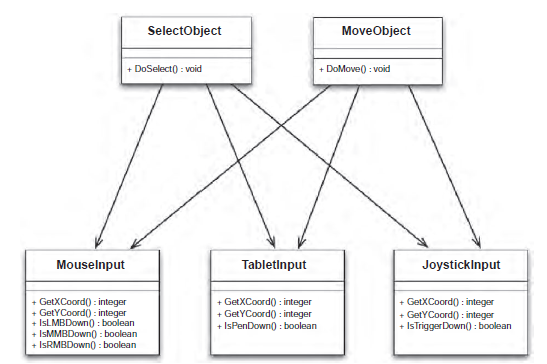 SelectObject
MoveObject
+ DoSelect() : void
+ DoMove() : void
MouseInput
TabletInput
JoystickInput
+ GetXCoord() : integer
+ GetYCoord() : integer
+ IsLMBDown() : boolean
+ IsMMBDown() : boolean
+ IsRMBDown() : boolean
+ GetXCoord() : integer
+ GetYCoord() : integer
+ IsPenDown() : boolean
+ GetXCoord() : integer
+ GetYCoord() : integer
+ IsTriggerDown() : boolean